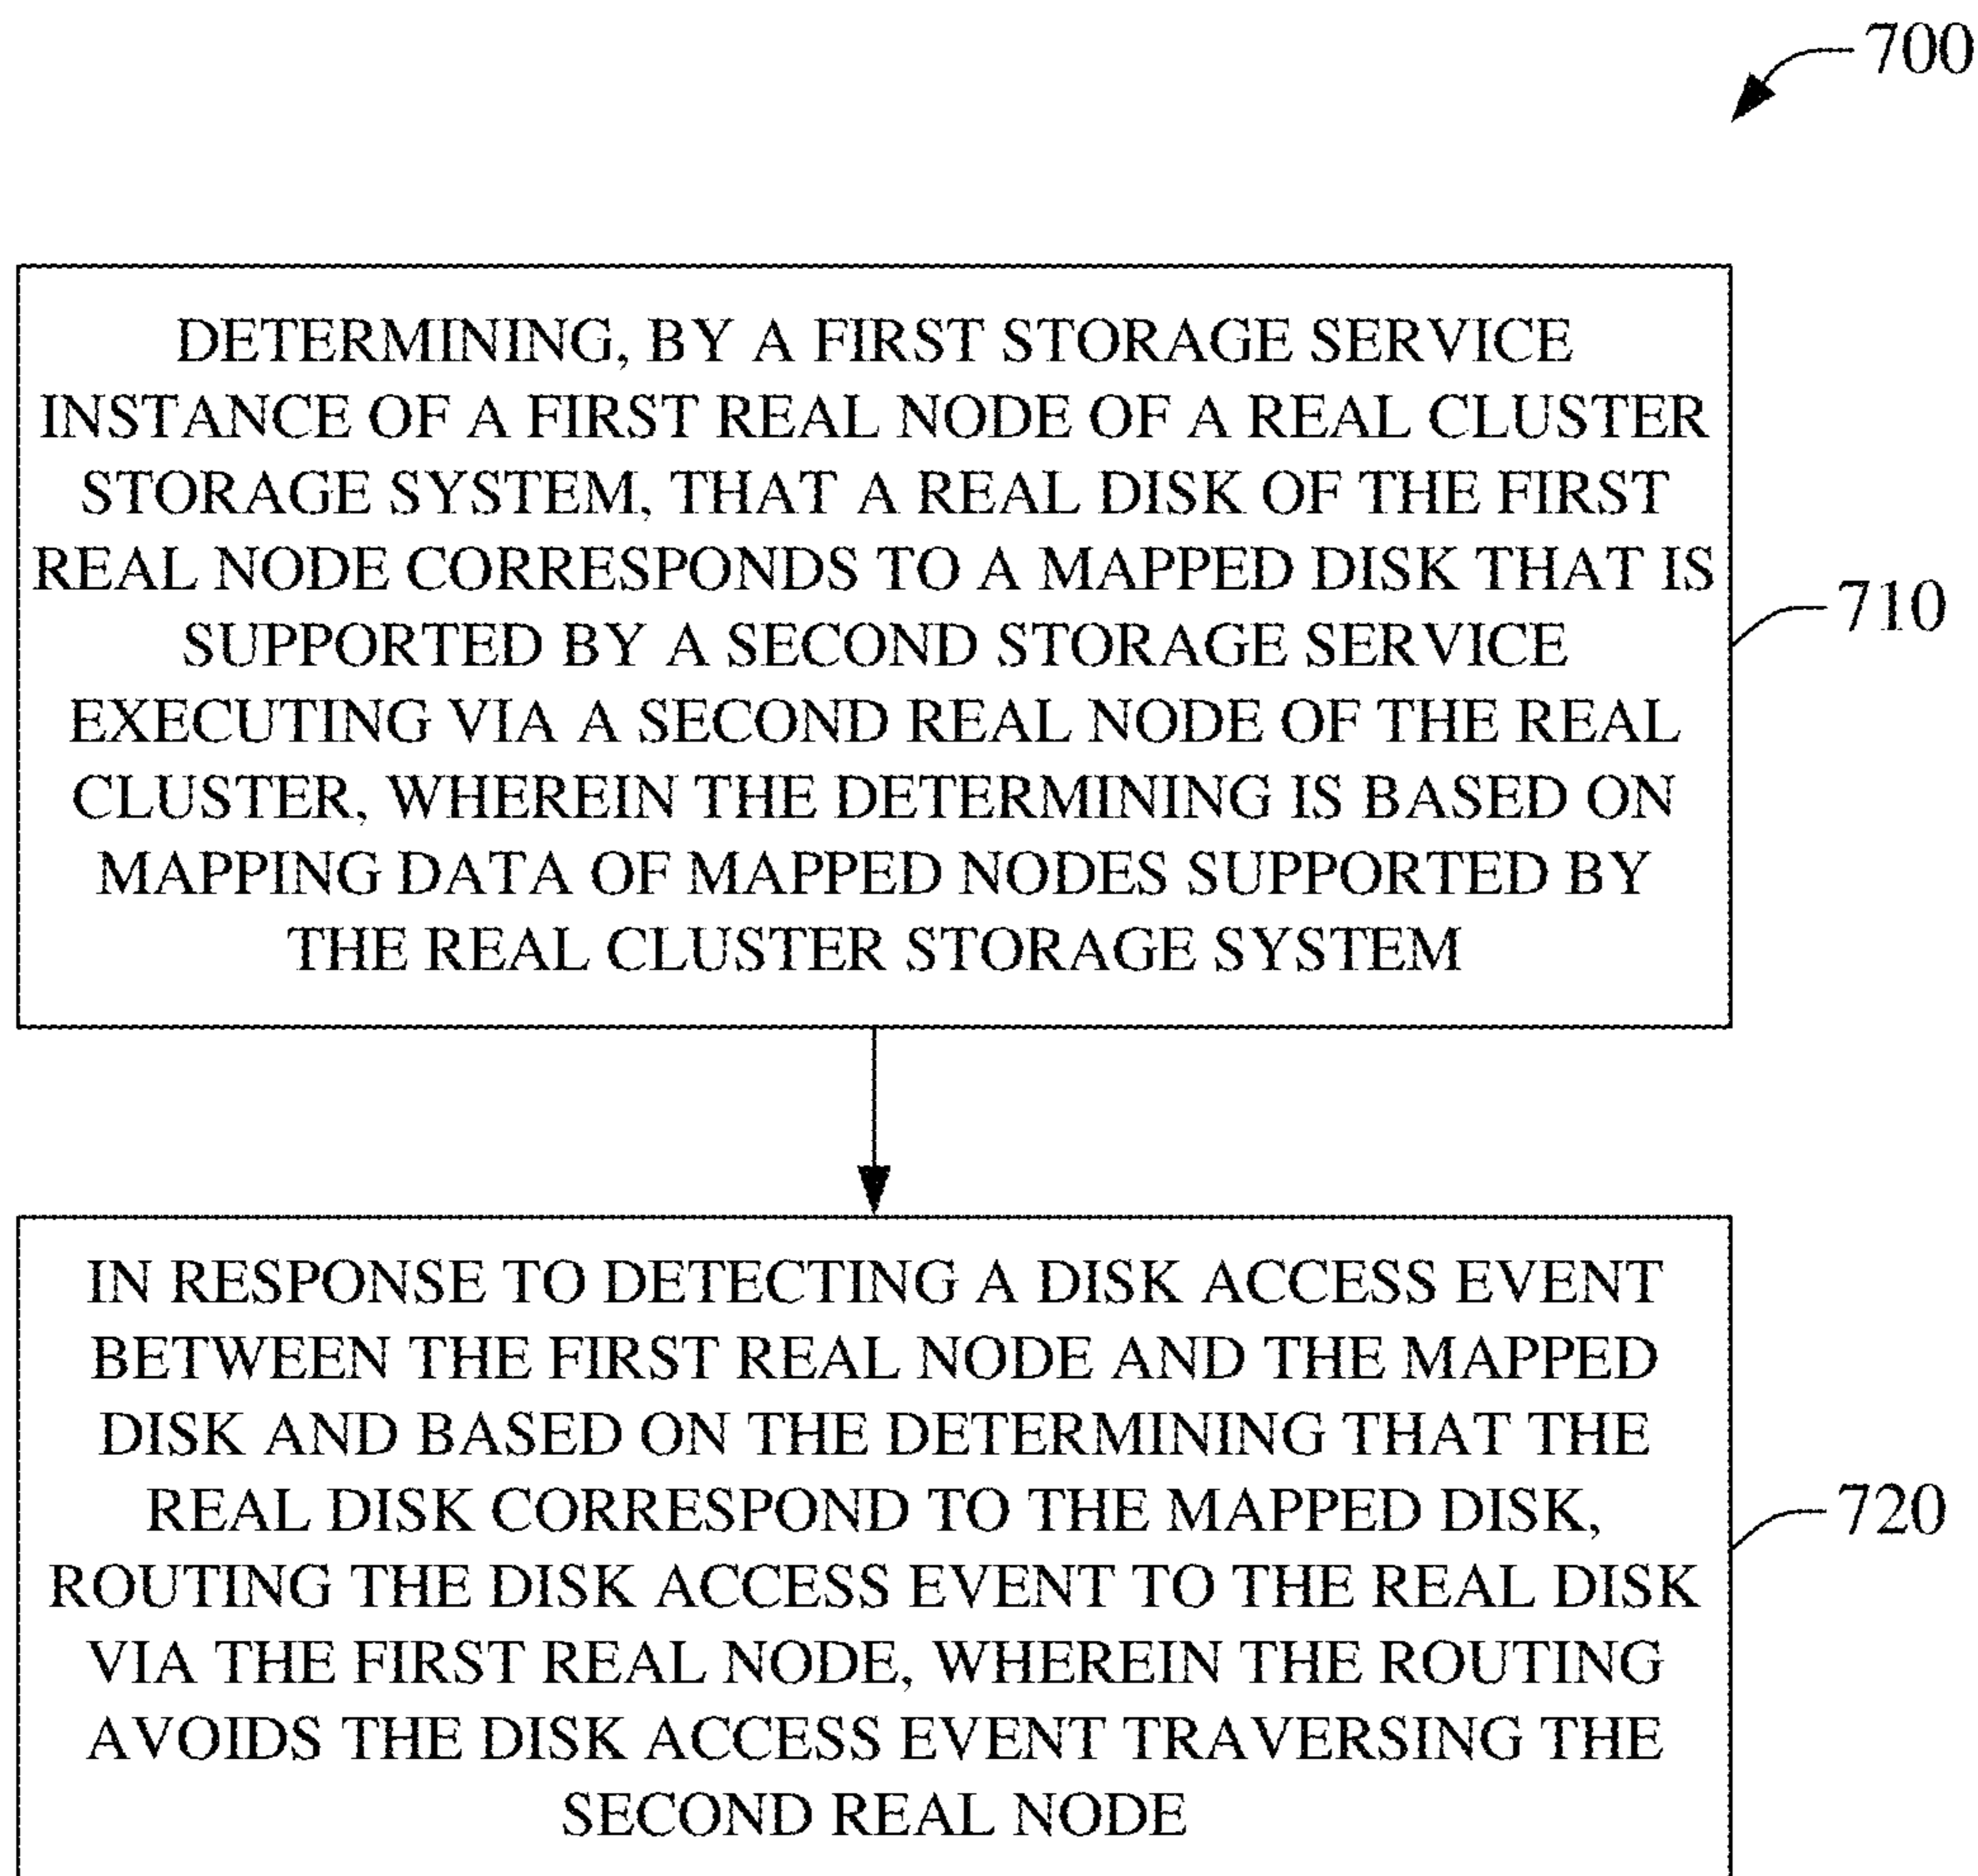 700
DETERMINING, BY A FIRST STORAGE SERVICE
INSTANCE OF A FIRST REAL NODE OF A REAL CLUSTER
STORAGE SYSTEM, THAT A REAL DISK OF THE FIRST
REAL NODE CORRESPONDS TO A MAPPED DISK THAT IS
SUPPORTED BY A SECOND STORAGE SERVICE
EXECUTING VIA A SECOND REAL NODE OF THE REAL
CLUSTER, WHEREIN THE DETERMINING IS BASED ON
MAPPING DATA OF MAPPED NODES SUPPORTED BY
THE REAL CLUSTER STORAGE SYSTEM
710
IN RESPONSE TO DETECTING A DISK ACCESS EVENT
BETWEEN THE FIRST REAL NODE AND THE MAPPED
DISK AND BASED ON THE DETERMINING THAT THE
REAL DISK CORRESPOND TO THE MAPPED DISK,
ROUTING THE DISK ACCESS EVENT TO THE REAL DISK
VIA THE FIRST REAL NODE, WHEREIN THE ROUTING
AVOIDS THE DISK ACCESS EVENT TRAVERSING THE
SECOND REAL NODE
720